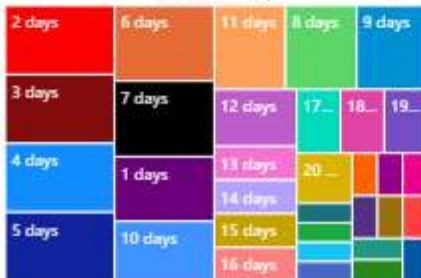 2 days
6 days
11 days
8 days
9 days
3 days
7 days
12 days
17...
18...
19...
4 days
1 days
13 days
20 ...
14 days
5 days
10 days
15 days
16 days